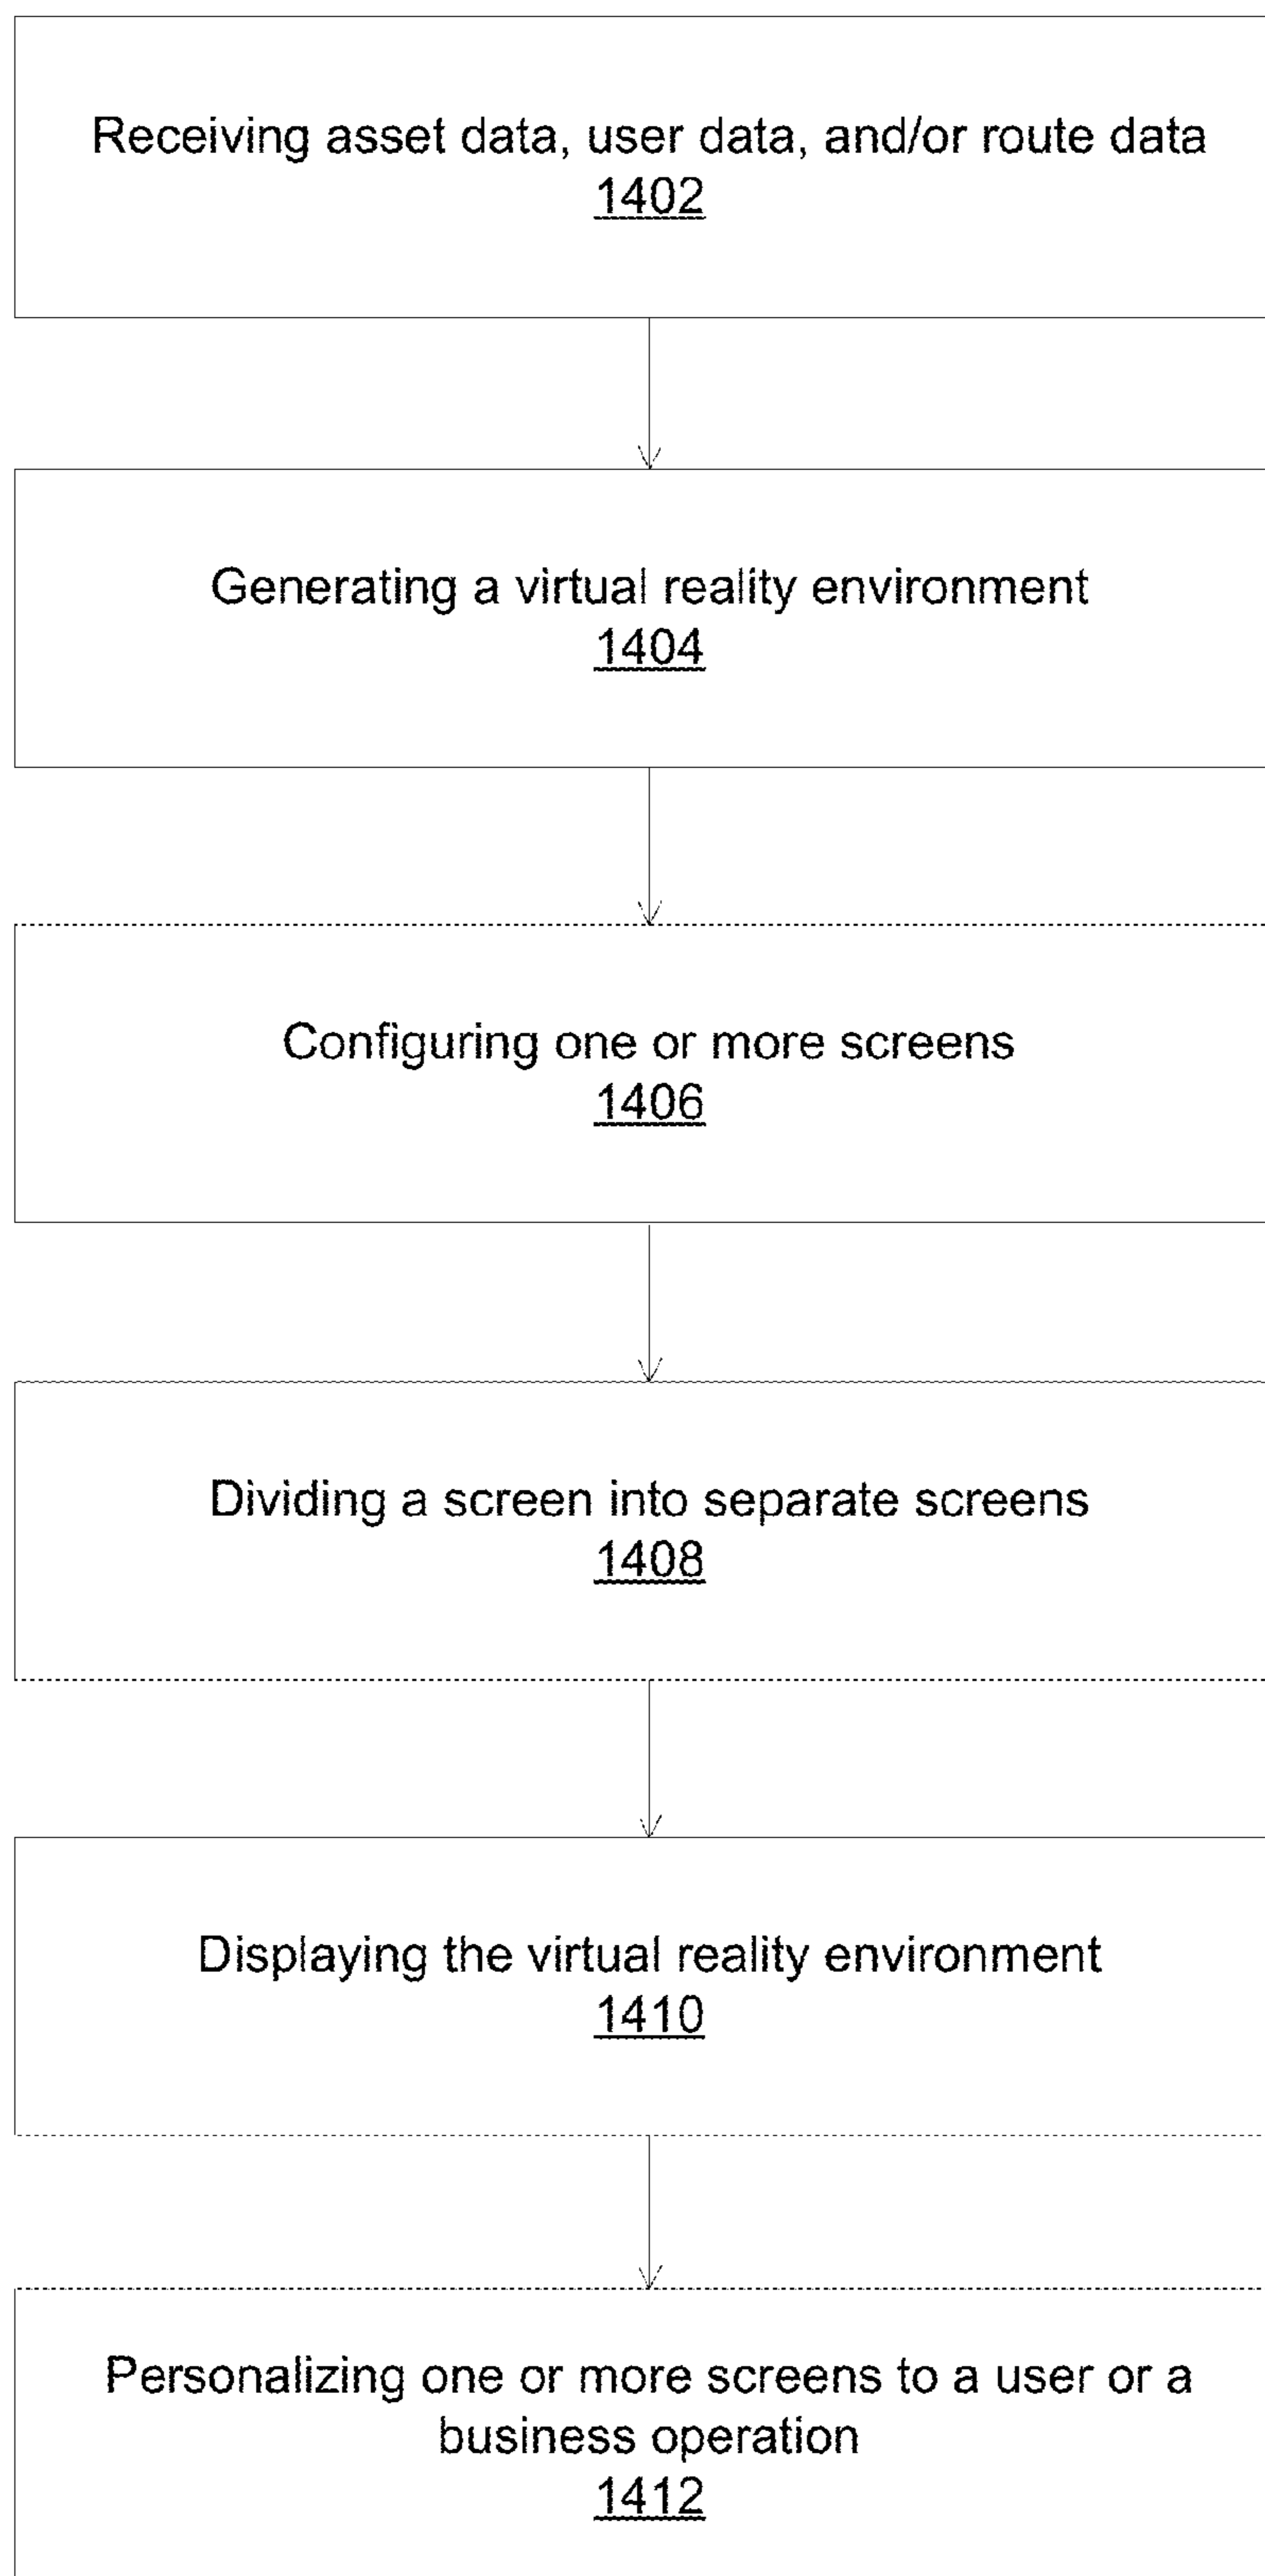 Receiving asset data, user data, and/or route data
1402
Generating a virtual reality environment
1404
Configuring one or more screens
1406
Dividing a screen into separate screens
1408
Displaying the virtual reality environment
1410
Personalizing one or more screens to a user or a
business operation
1412